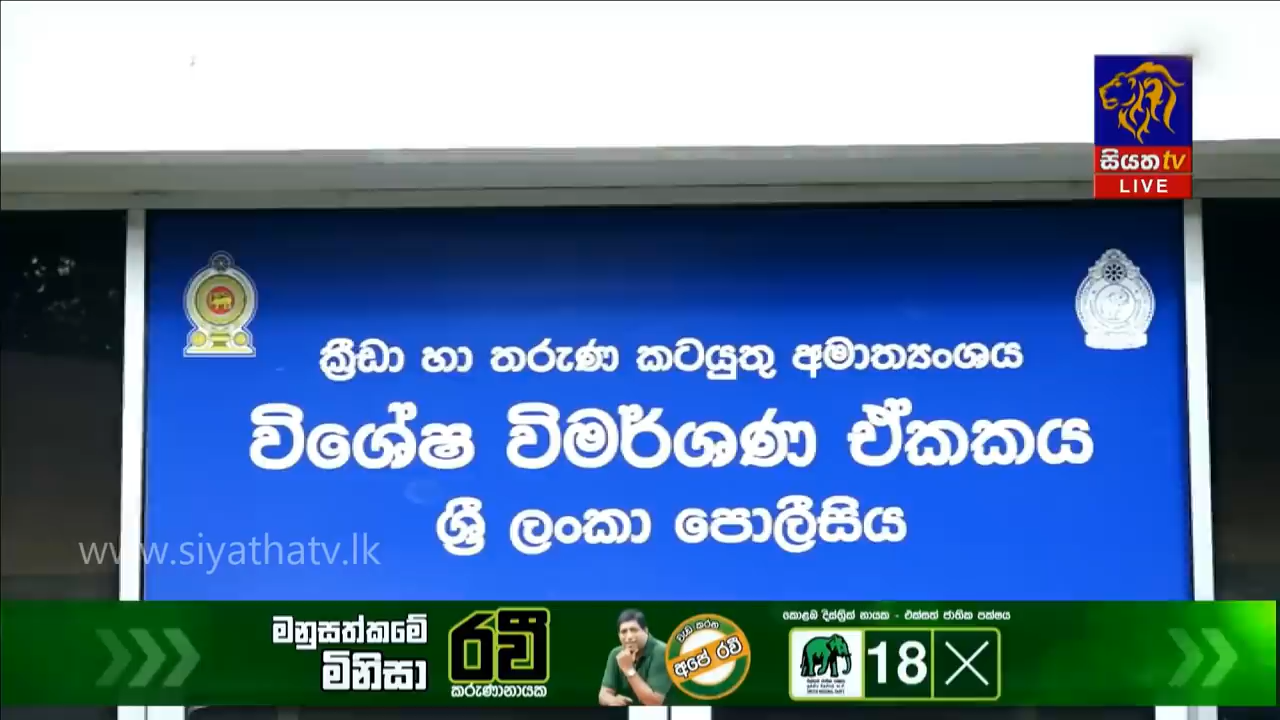 සියත tv
LIVE
ක්‍රීඩා හා තරුණ කටයුතු අමාත්‍යංශය
විශේෂ විමර්ශණ ඒකකය
ශ්‍රී ලංකා පොලීසිය
www.siyathatv.lk
මනුසත්කමේ
මිනිසා
රවී
කරුණානායක
වැඩ කරන
අපේ රවී
කොළඹ දිස්ත්‍රික් නායක - එක්සත් ජාතික පක්ෂය
18